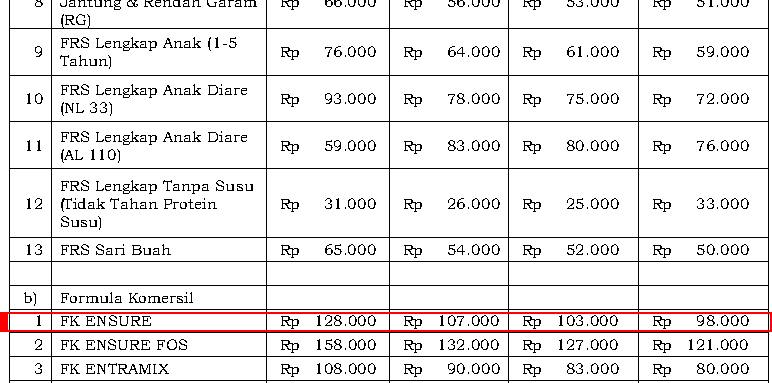 8 Jantung & Rendah Garam Rp 66.000 Rp 56.000 Rp 53.000 Rp 51.000
(RG)
9 FRS Lengkap Anak (1-5 Rp 76.000 Rp 64.000 Rp 61.000 Rp 59.000
Tahun)
10 FRS Lengkap Anak Diare Rp 93.000 Rp 78.000 Rp 75.000 Rp 72.000
(NL 33)
11 FRS Lengkap Anak Diare Rp 59.000 Rp 83.000 Rp 80.000 Rp 76.000
(AL 110)
FRS Lengkap Tanpa Susu
12 (Tidak Tahan Protein Rp 31.000 Rp 26.000 Rp 25.000 Rp 33.000
Susu)
13 FRS Sari Buah Rp 65.000 Rp 54.000 Rp 52.000 Rp 50.000
b) Formula Komersil
1 FK ENSURE Rp 128.000 Rp 107.000 Rp 103.000 Rp 98.000
2 FK ENSURE FOS Rp 158.000 Rp 132.000 Rp 127.000 Rp 121.000
3 FK ENTRAMIX Rp 108.000 Rp 90.000 Rp 83.000 Rp 80.000